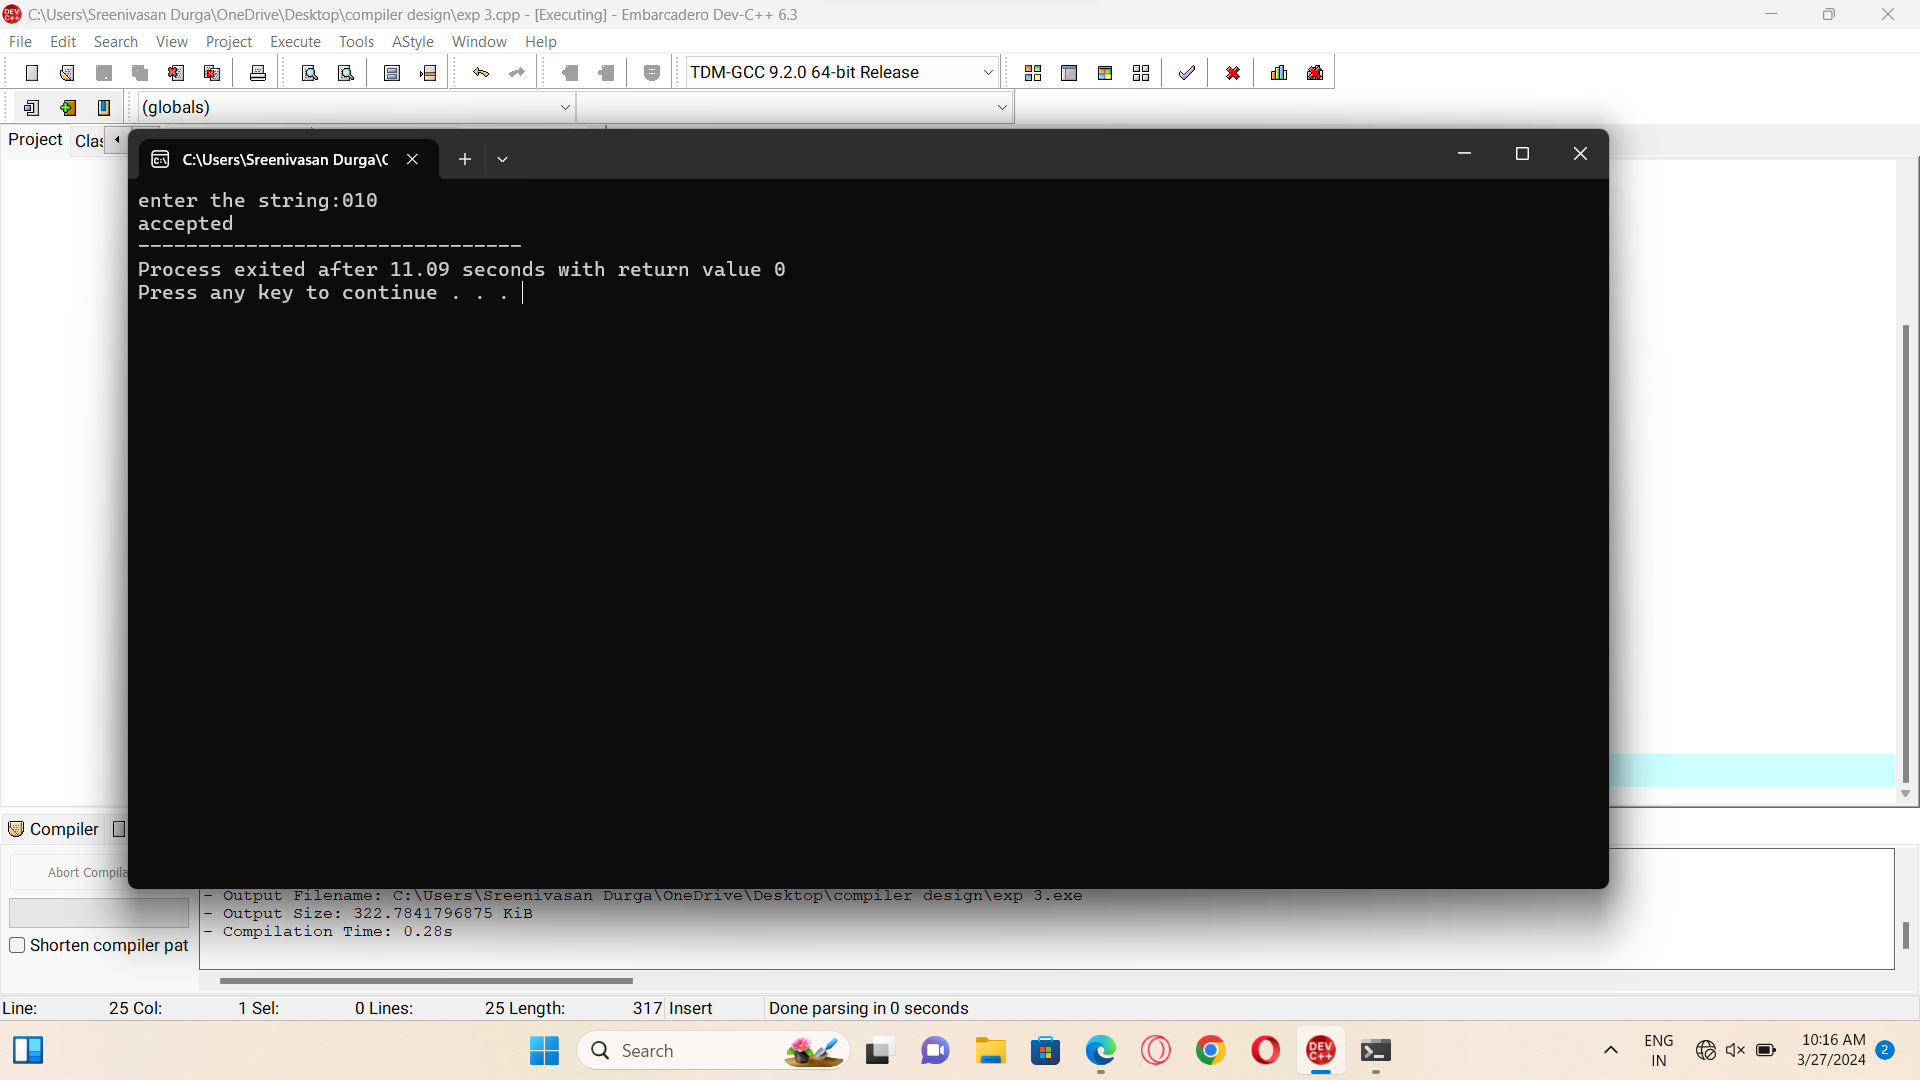 C:\Users\Sreenivasan Durga\OneDrive\Desktop\compiler design\exp 3.cpp - [Executing] - Embarcadero Dev-C++ 6.3
File Edit Search View Project Execute Tools AStyle Window Help
TDM-GCC 9.2.0 64-bit Release
(globals)
Project Clas
C:\Users\Sreenivasan Durga\C
enter the string:010
accepted
--------------------------------
Process exited after 11.09 seconds with return value 0
Press any key to continue . . .
Compiler
Abort Compila
- Output Filename: C:\Users\Sreenivasan Durga\OneDrive\Desktop\compiler design\exp 3.exe
- Output Size: 322.7841796875 KiB
- Compilation Time: 0.28s
Shorten compiler pat
Line: 25 Col: 1 Sel: 0 Lines: 25 Length: 317 Insert Done parsing in 0 seconds
Search
DEV C++
ENG
IN
10:16 AM
3/27/2024
2